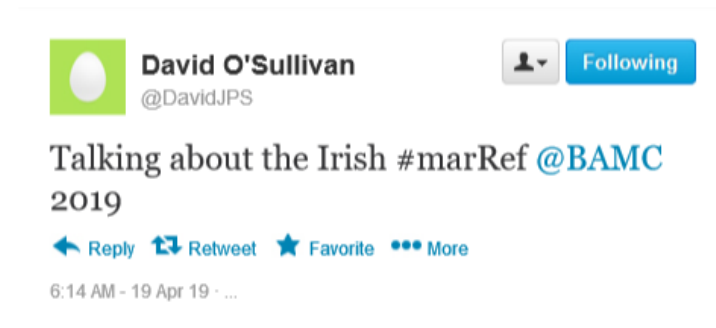 David O'Sullivan
Following
@DavidJPS
Talking about the Irish #marRef @BAMC
2019
Reply Retweet Favorite More
6:14 AM - 19 Apr 19 · ...